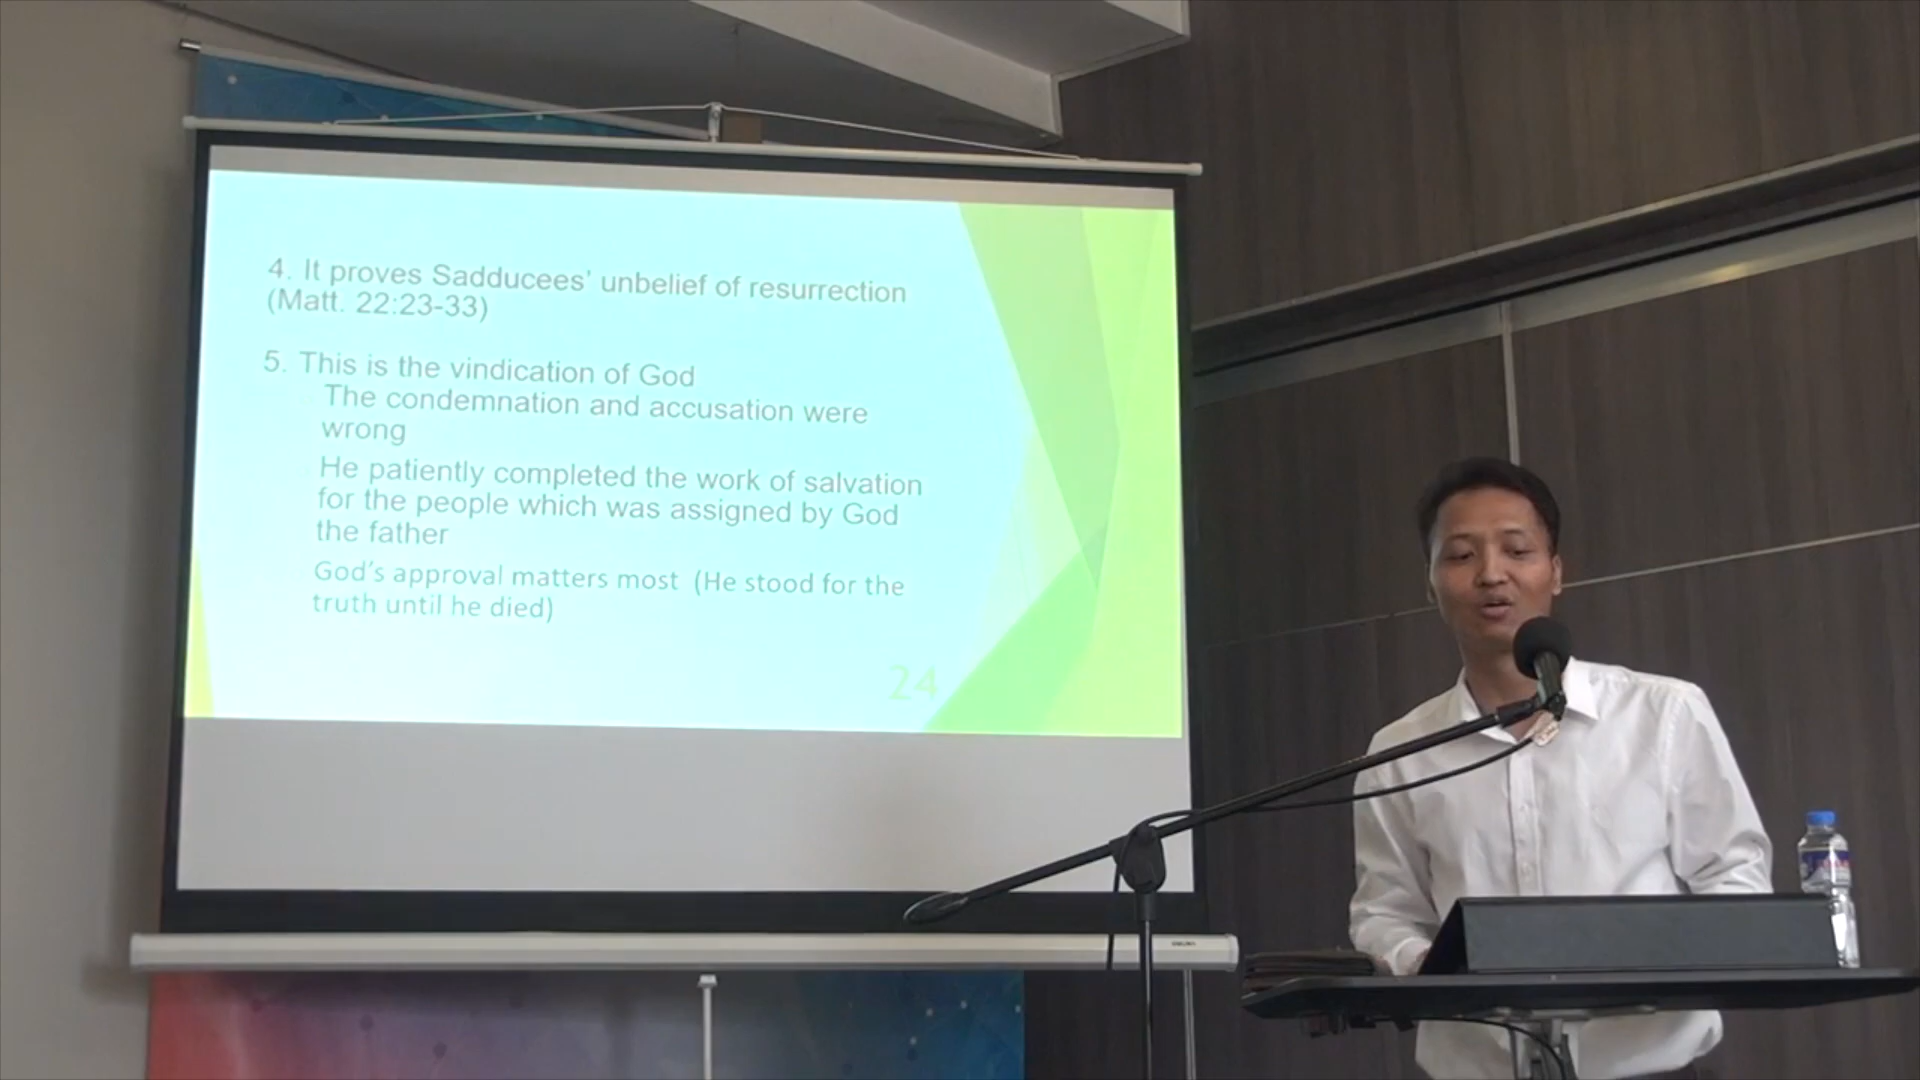 4. It proves Sadducees' unbelief of resurrection
(Matt. 22:23-33)
5. This is the vindication of God
The condemnation and accusation were
wrong
He patiently completed the work of salvation
for the people which was assigned by God
the father
God's approval matters most (He stood for the
truth until he died)
24